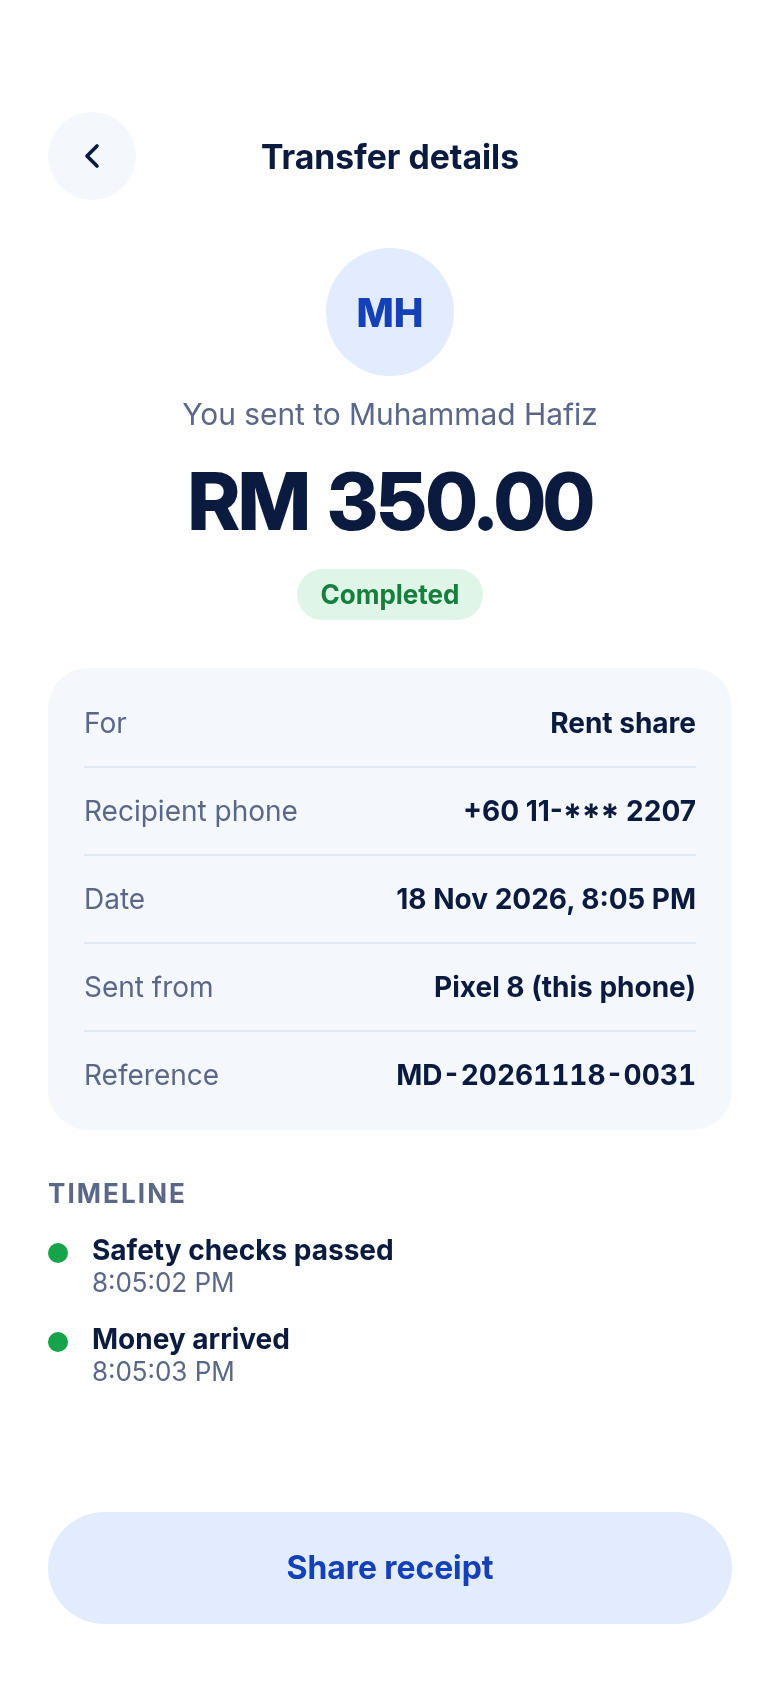 Transfer details
MH
You sent to Muhammad Hafiz
RM 350.00
Completed
For Rent share
Recipient phone +60 11-*** 2207
Date 18 Nov 2026, 8:05 PM
Sent from Pixel 8 (this phone)
Reference MD-20261118-0031
TIMELINE
Safety checks passed
8:05:02 PM
Money arrived
8:05:03 PM
Share receipt